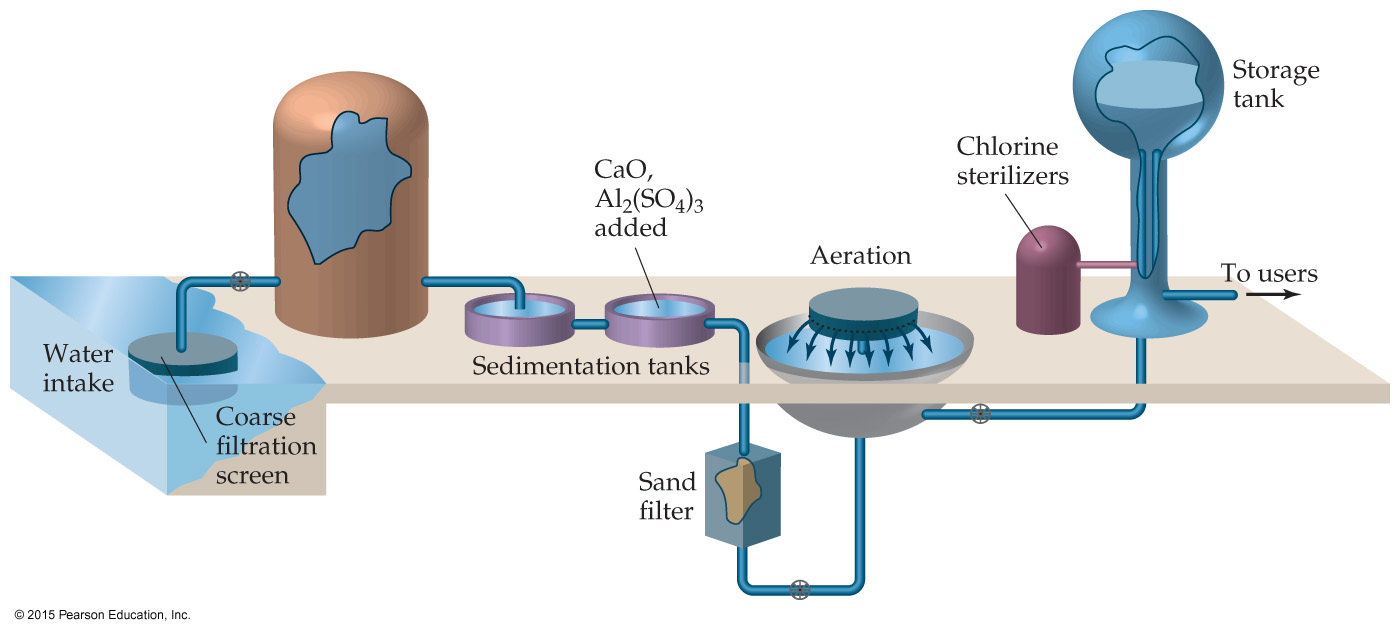 Storage
tank
Chlorine
sterilizers
CaO,
Al₂(SO₄)₃
added
Aeration
To users
Water
intake
Sedimentation tanks
Coarse
filtration
screen
Sand
filter
© 2015 Pearson Education, Inc.